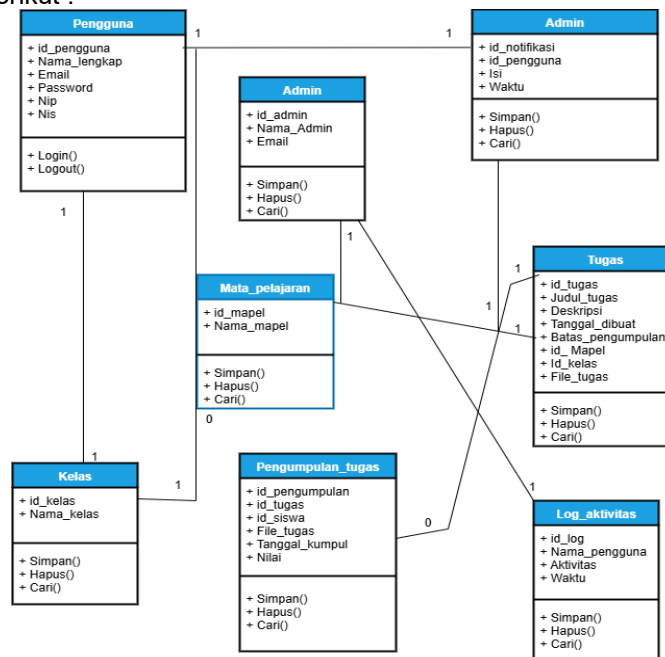 Pengguna
+ id_pengguna
+ Nama_lengkap
+ Email
+ Password
+ Nip
+ Nis
+ Login()
+ Logout()
1
1
Admin
+ id_notifikasi
+ id_pengguna
+ Isi
+ Waktu
+ Simpan()
+ Hapus()
+ Cari()
Admin
+ id_admin
+ Nama_Admin
+ Email
+ Simpan()
+ Hapus()
+ Cari()
1
1
Mata_pelajaran
+ id_mapel
+ Nama_mapel
+ Simpan()
+ Hapus()
+ Cari()
0
1
1
1
Tugas
+ id_tugas
+ Judul_tugas
+ Deskripsi
+ Tanggal_dibuat
+ Batas_pengumpulan
+ id_ Mapel
+ Id_kelas
+ File_tugas
+ Simpan()
+ Hapus()
+ Cari()
1
Kelas
+ id_kelas
+ Nama_kelas
+ Simpan()
+ Hapus()
+ Cari()
1
Pengumpulan_tugas
+ id_pengumpulan
+ id_tugas
+ id_siswa
+ File_tugas
+ Tanggal_kumpul
+ Nilai
+ Simpan()
+ Hapus()
+ Cari()
0
1
Log_aktivitas
+ id_log
+ Nama_pengguna
+ Aktivitas
+ Waktu
+ Simpan()
+ Hapus()
+ Cari()